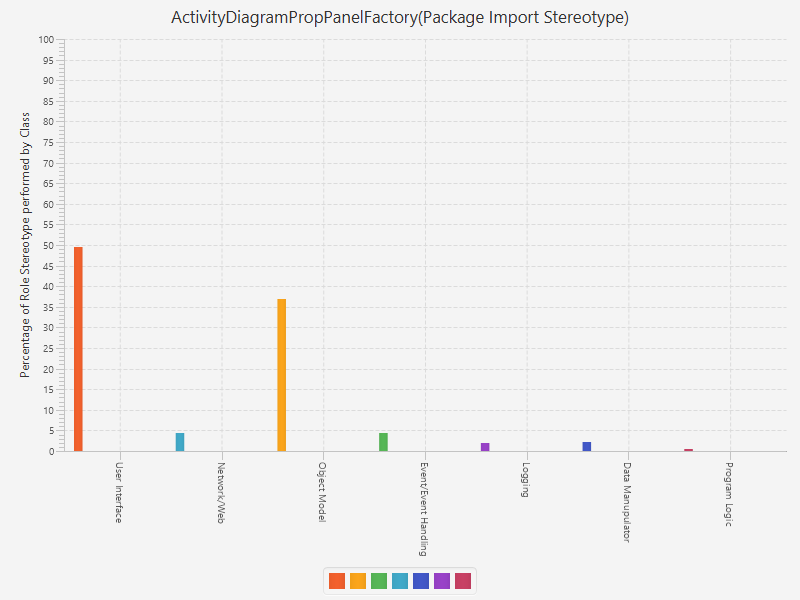 ActivityDiagramPropPanelFactory(Package Import Stereotype)
Percentage of Role Stereotype performed by Class
100
95
90
85
80
75
70
65
60
55
50
45
40
35
30
25
20
15
10
5
0
User Interface
Network/Web
Object Model
Event/Event Handling
Logging
Data Manupulator
Program Logic